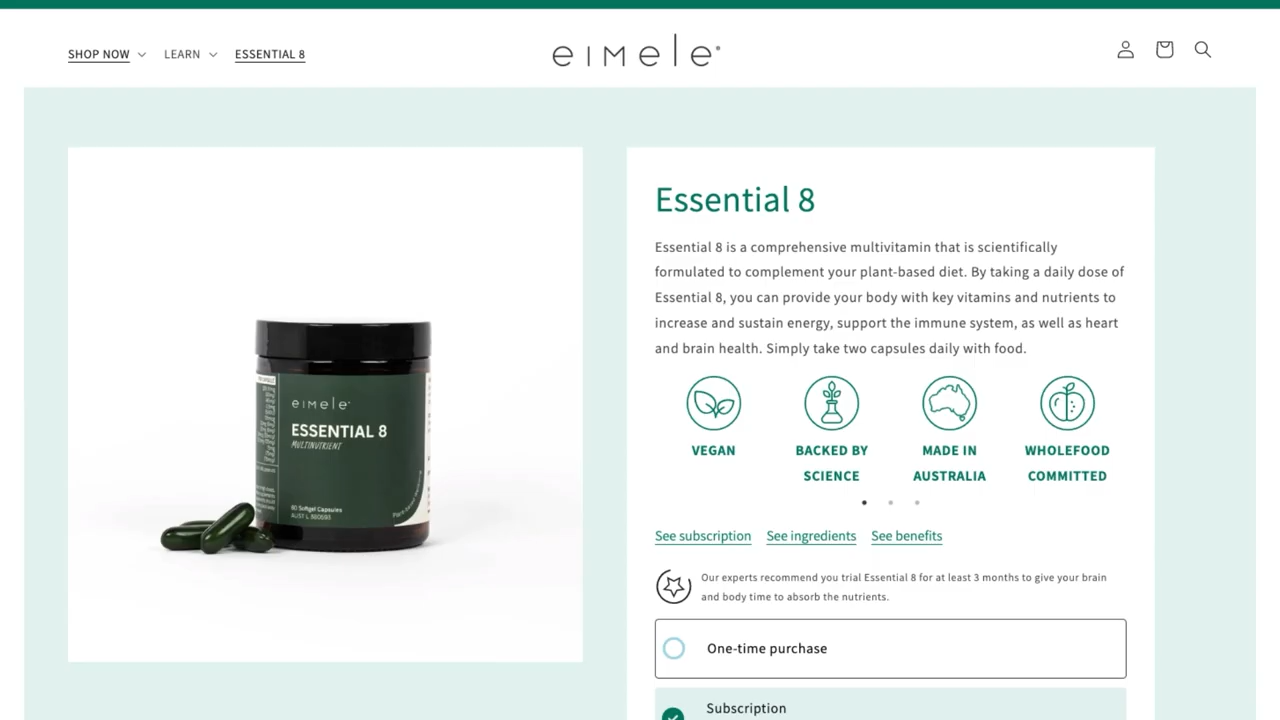 SHOP NOW
LEARN
ESSENTIAL 8
eimele
Essential 8
Essential 8 is a comprehensive multivitamin that is scientifically
formulated to complement your plant-based diet. By taking a daily dose of
Essential 8, you can provide your body with key vitamins and nutrients to
increase and sustain energy, support the immune system, as well as heart
and brain health. Simply take two capsules daily with food.
VEGAN
BACKED BY
SCIENCE
MADE IN
AUSTRALIA
WHOLEFOOD
COMMITTED
See subscription
See ingredients
See benefits
Our experts recommend you trial Essential 8 for at least 3 months to give your brain
and body time to absorb the nutrients.
One-time purchase
Subscription
eimele
ESSENTIAL 8
MULTINUTRIENT
60 Softgel Capsules